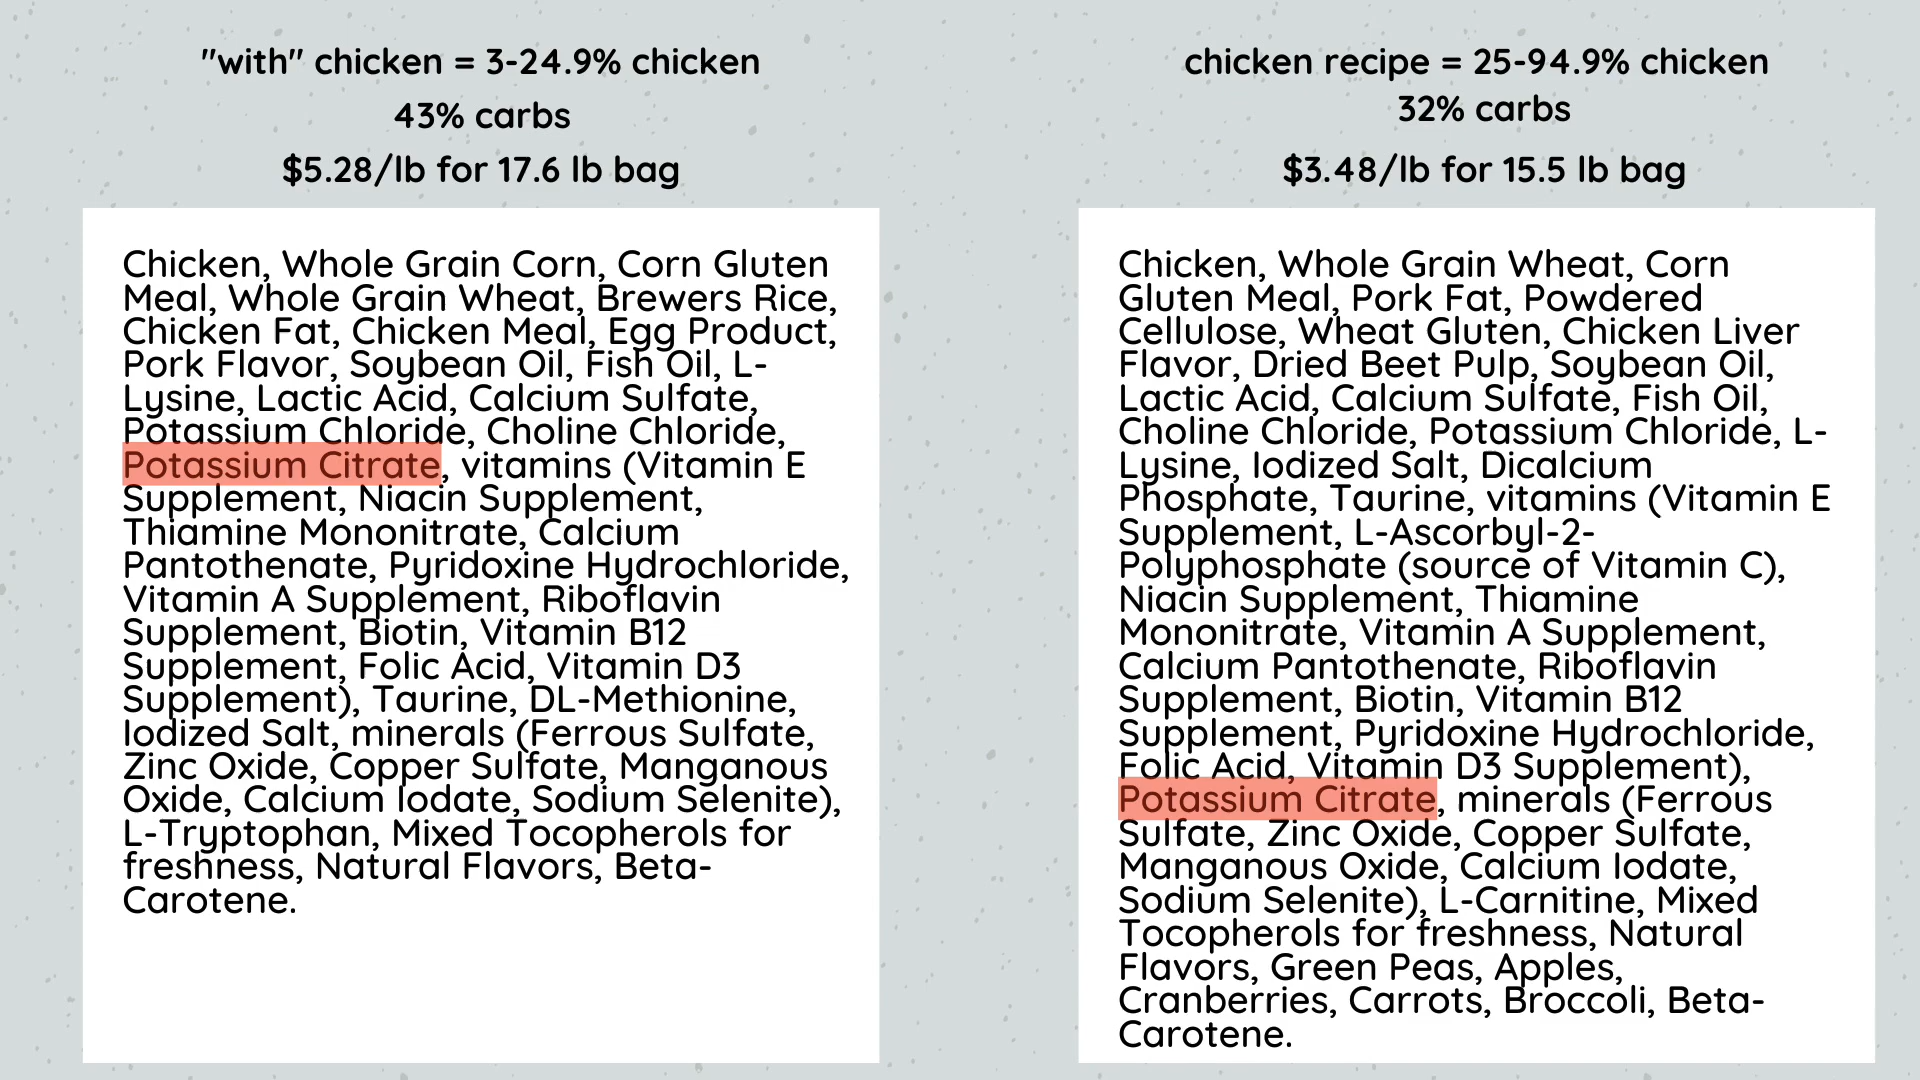 "with" chicken = 3-24.9% chicken
43% carbs
$5.28/lb for 17.6 lb bag
Chicken, Whole Grain Corn, Corn Gluten
Meal, Whole Grain Wheat, Brewers Rice,
Chicken Fat, Chicken Meal, Egg Product,
Pork Flavor, Soybean Oil, Fish Oil, L-
Lysine, Lactic Acid, Calcium Sulfate,
Potassium Chloride, Choline Chloride,
Potassium Citrate, vitamins (Vitamin E
Supplement, Niacin Supplement,
Thiamine Mononitrate, Calcium
Pantothenate, Pyridoxine Hydrochloride,
Vitamin A Supplement, Riboflavin
Supplement, Biotin, Vitamin B12
Supplement, Folic Acid, Vitamin D3
Supplement), Taurine, DL-Methionine,
Iodized Salt, minerals (Ferrous Sulfate,
Zinc Oxide, Copper Sulfate, Manganous
Oxide, Calcium Iodate, Sodium Selenite),
L-Tryptophan, Mixed Tocopherols for
freshness, Natural Flavors, Beta-
Carotene.
chicken recipe = 25-94.9% chicken
32% carbs
$3.48/lb for 15.5 lb bag
Chicken, Whole Grain Wheat, Corn
Gluten Meal, Pork Fat, Powdered
Cellulose, Wheat Gluten, Chicken Liver
Flavor, Dried Beet Pulp, Soybean Oil,
Lactic Acid, Calcium Sulfate, Fish Oil,
Choline Chloride, Potassium Chloride, L-
Lysine, Iodized Salt, Dicalcium
Phosphate, Taurine, vitamins (Vitamin E
Supplement, L-Ascorbyl-2-
Polyphosphate (source of Vitamin C),
Niacin Supplement, Thiamine
Mononitrate, Vitamin A Supplement,
Calcium Pantothenate, Riboflavin
Supplement, Biotin, Vitamin B12
Supplement, Pyridoxine Hydrochloride,
Folic Acid, Vitamin D3 Supplement),
Potassium Citrate, minerals (Ferrous
Sulfate, Zinc Oxide, Copper Sulfate,
Manganous Oxide, Calcium Iodate,
Sodium Selenite), L-Carnitine, Mixed
Tocopherols for freshness, Natural
Flavors, Green Peas, Apples,
Cranberries, Carrots, Broccoli, Beta-
Carotene.